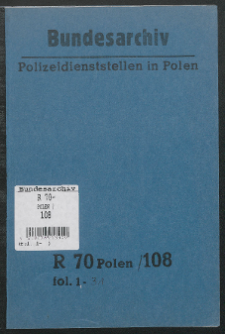 Bundesarchiv
Polizeidienststellen in Polen
Bundesarchiv
R 70-
POLEN /
108
R 70 Polen /108
fol. 1-